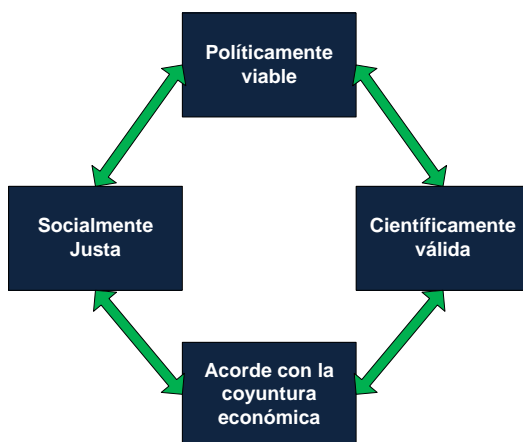 Políticamente
viable
Socialmente
Justa
Científicamente
válida
Acorde con la
coyuntura
económica